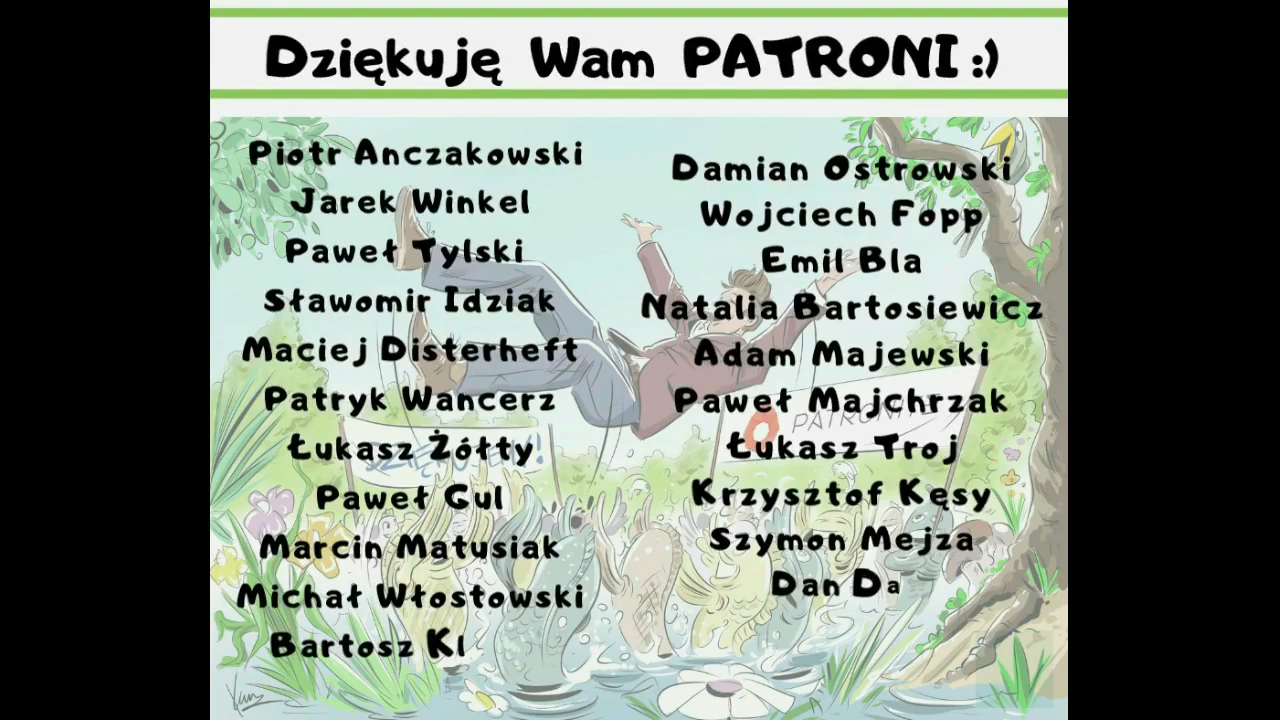 Dziękuję Wam PATRONI :)
Piotr Anczakowski
Jarek Winkel
Paweł Tylski
Sławomir Idziak
Maciej Disterheft
Patryk Wancerz
Łukasz Żółty
Paweł Gul
Marcin Matusiak
Michał Włostowski
Bartosz Kl
Damian Ostrowski
Wojciech Fopp
Emil Bla
Natalia Bartosiewicz
Adam Majewski
Paweł Majchrzak
Łukasz Troj
Krzysztof Kęsy
Szymon Mejza
Dan Da